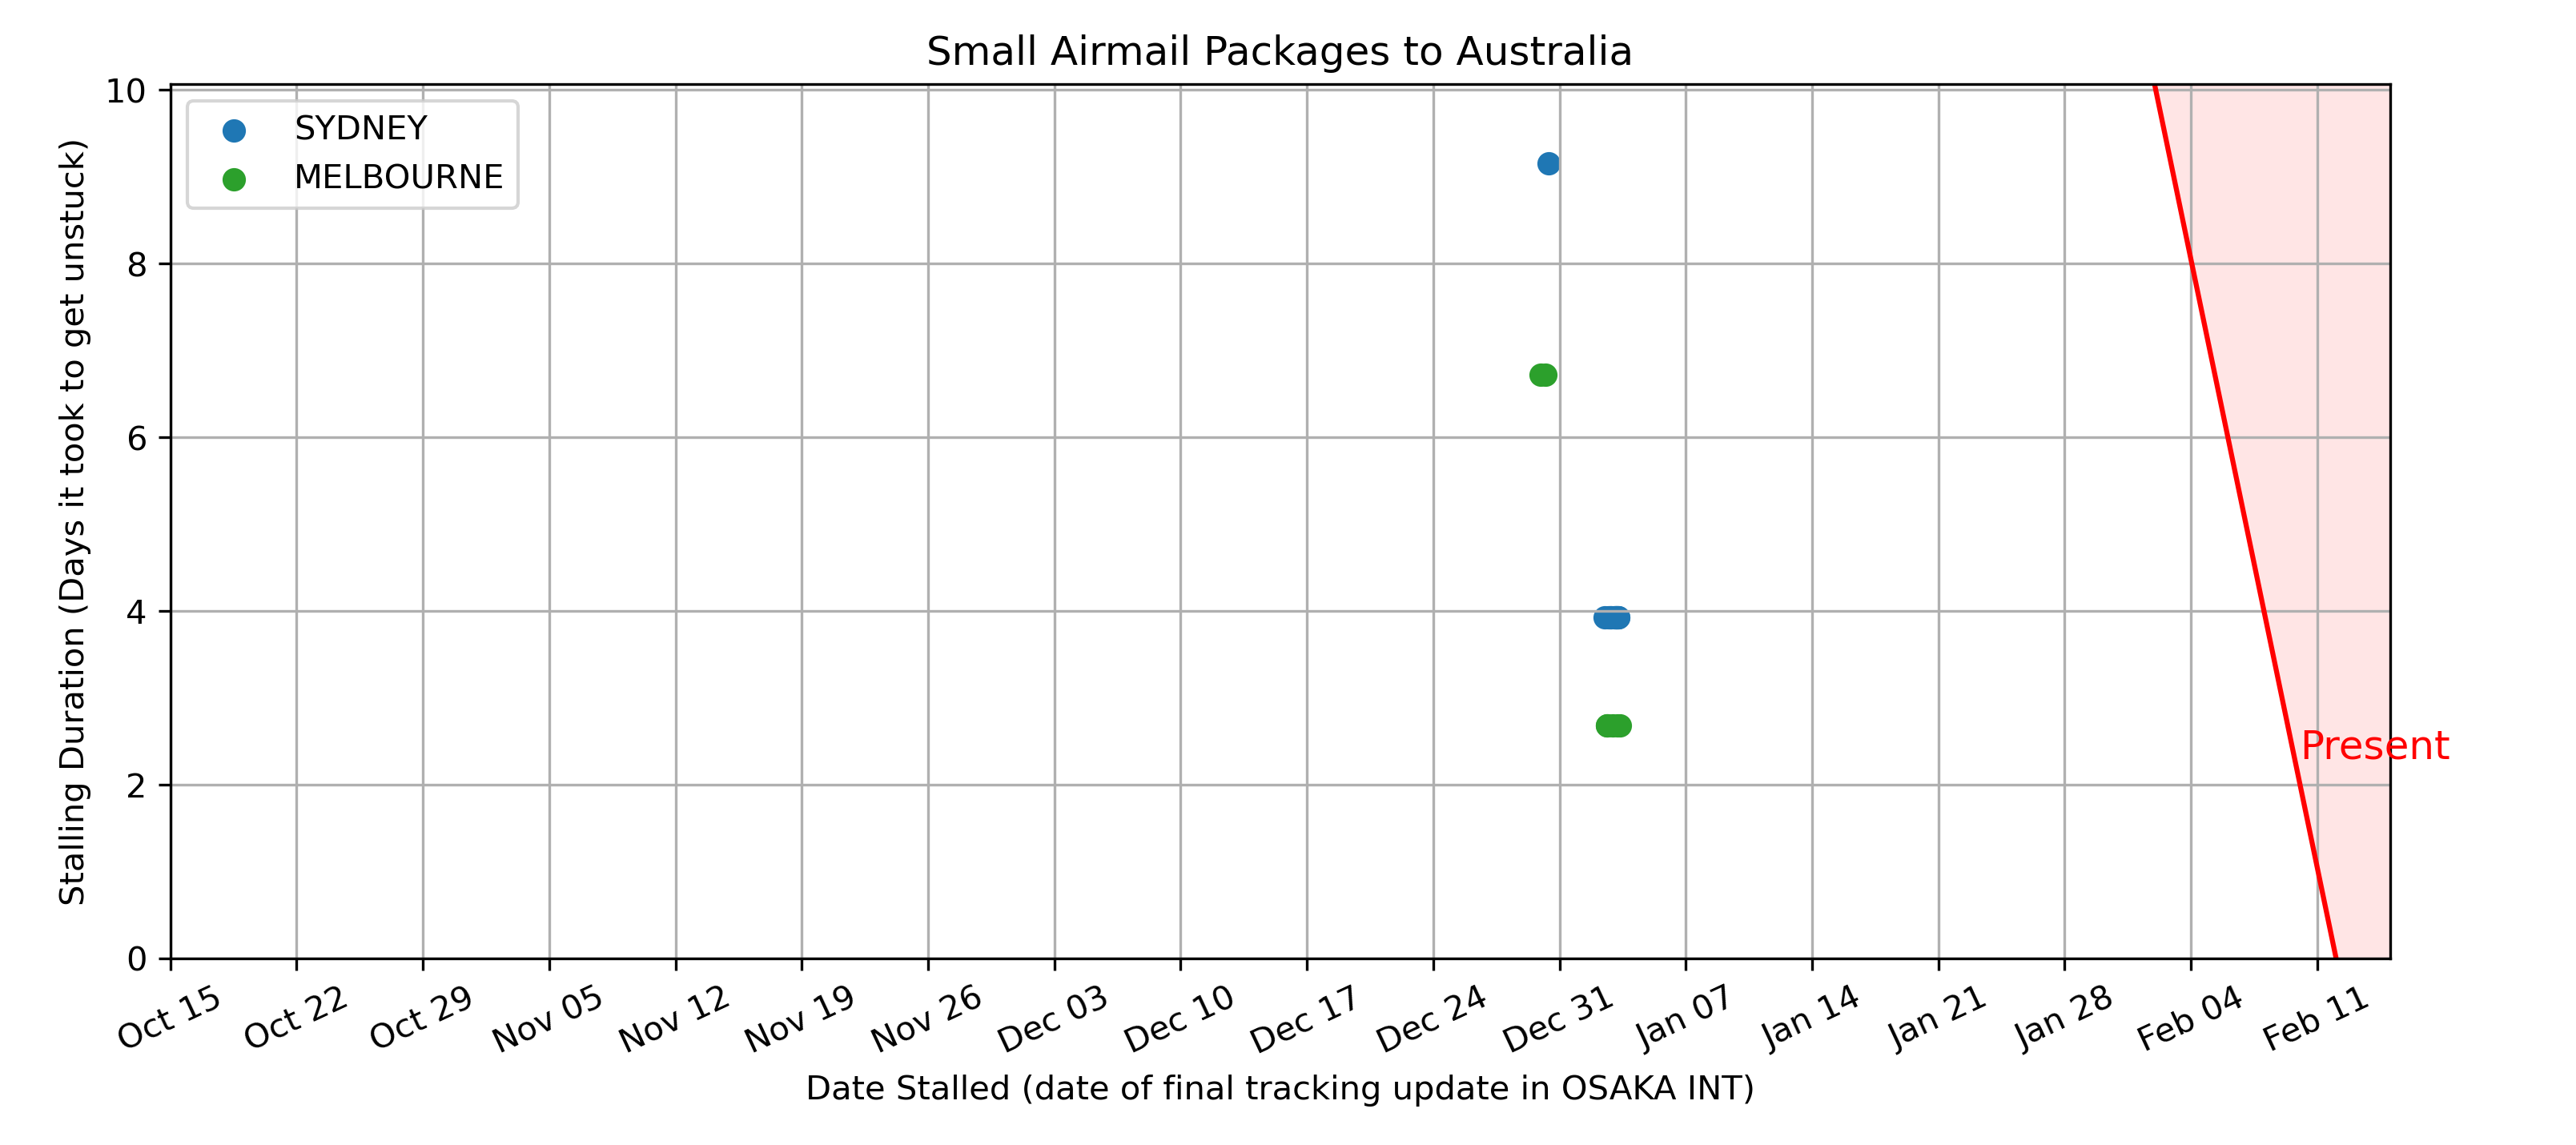 Small Airmail Packages to Australia
SYDNEY
MELBOURNE
Stalling Duration (Days it took to get unstuck)
10
8
6
4
2
0
Present
Oct 15
Oct 22
Oct 29
Nov 05
Nov 12
Nov 19
Nov 26
Dec 03
Dec 10
Dec 17
Dec 24
Dec 31
Jan 07
Jan 14
Jan 21
Jan 28
Feb 04
Feb 11
Date Stalled (date of final tracking update in OSAKA INT)